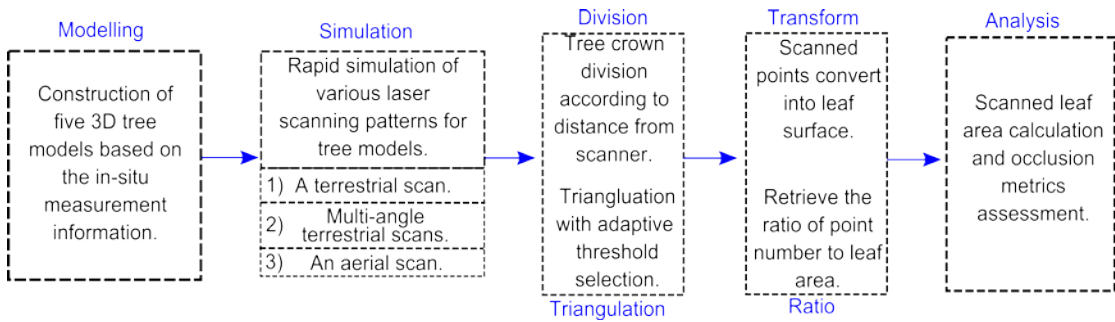 Modelling
Construction of
five 3D tree
models based on
the in-situ
measurement
information.
Simulation
Rapid simulation of
various laser
scanning patterns for
tree models.
1) A terrestrial scan.
2) Multi-angle
terrestrial scans.
3) An aerial scan.
Division
Tree crown
division
according to
distance from
scanner.
Triangluation
with adaptive
threshold
selection.
Triangulation
Transform
Scanned
points convert
into leaf
surface.
Retrieve the
ratio of point
number to leaf
area.
Ratio
Analysis
Scanned leaf
area calculation
and occlusion
metrics
assessment.